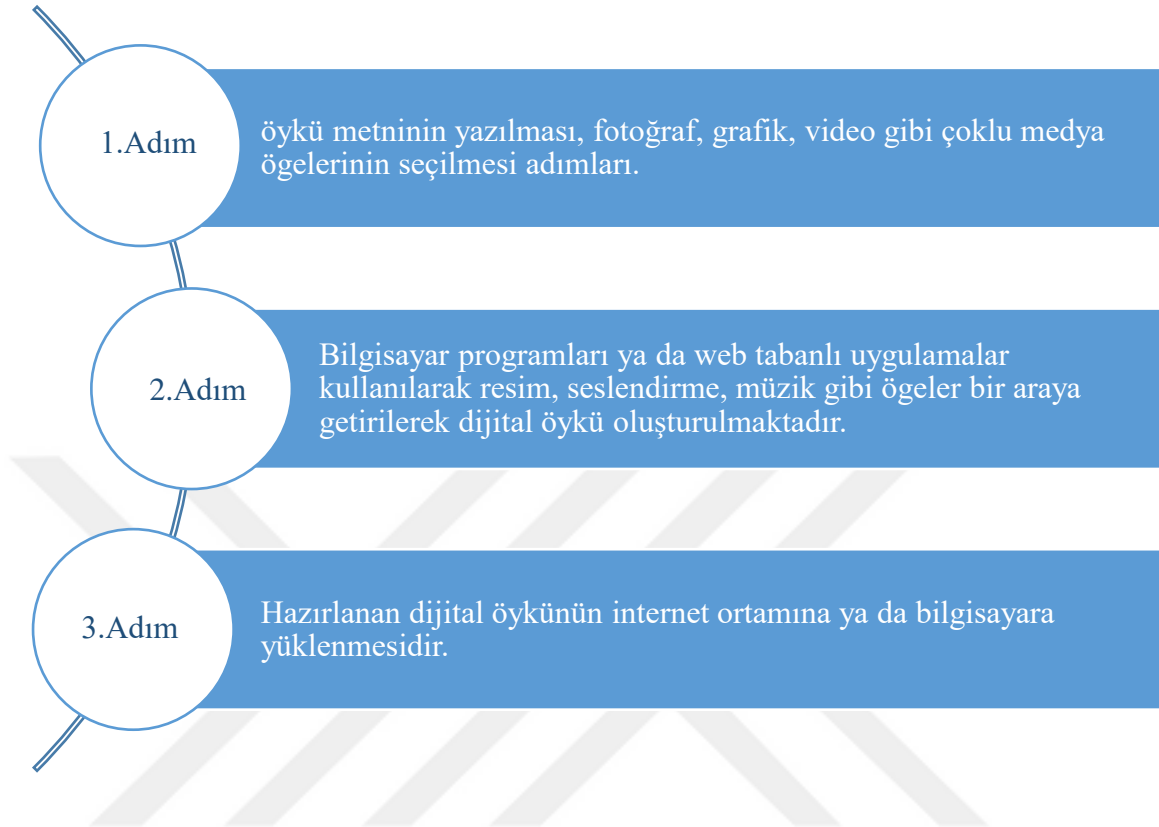 1.Adım
öykü metninin yazılması, fotoğraf, grafik, video gibi çoklu medya
ögelerinin seçilmesi adımları.
2.Adım
Bilgisayar programları ya da web tabanlı uygulamalar
kullanılarak resim, seslendirme, müzik gibi ögeler bir araya
getirilerek dijital öykü oluşturulmaktadır.
3.Adım
Hazırlanan dijital öykünün internet ortamına ya da bilgisayara
yüklenmesidir.